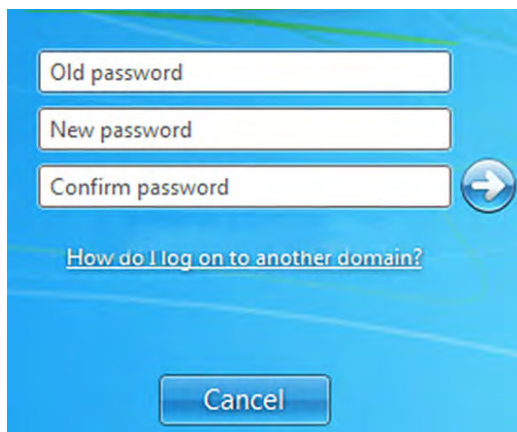 Old password
New password
Confirm password
How do I log on to another domain?
Cancel